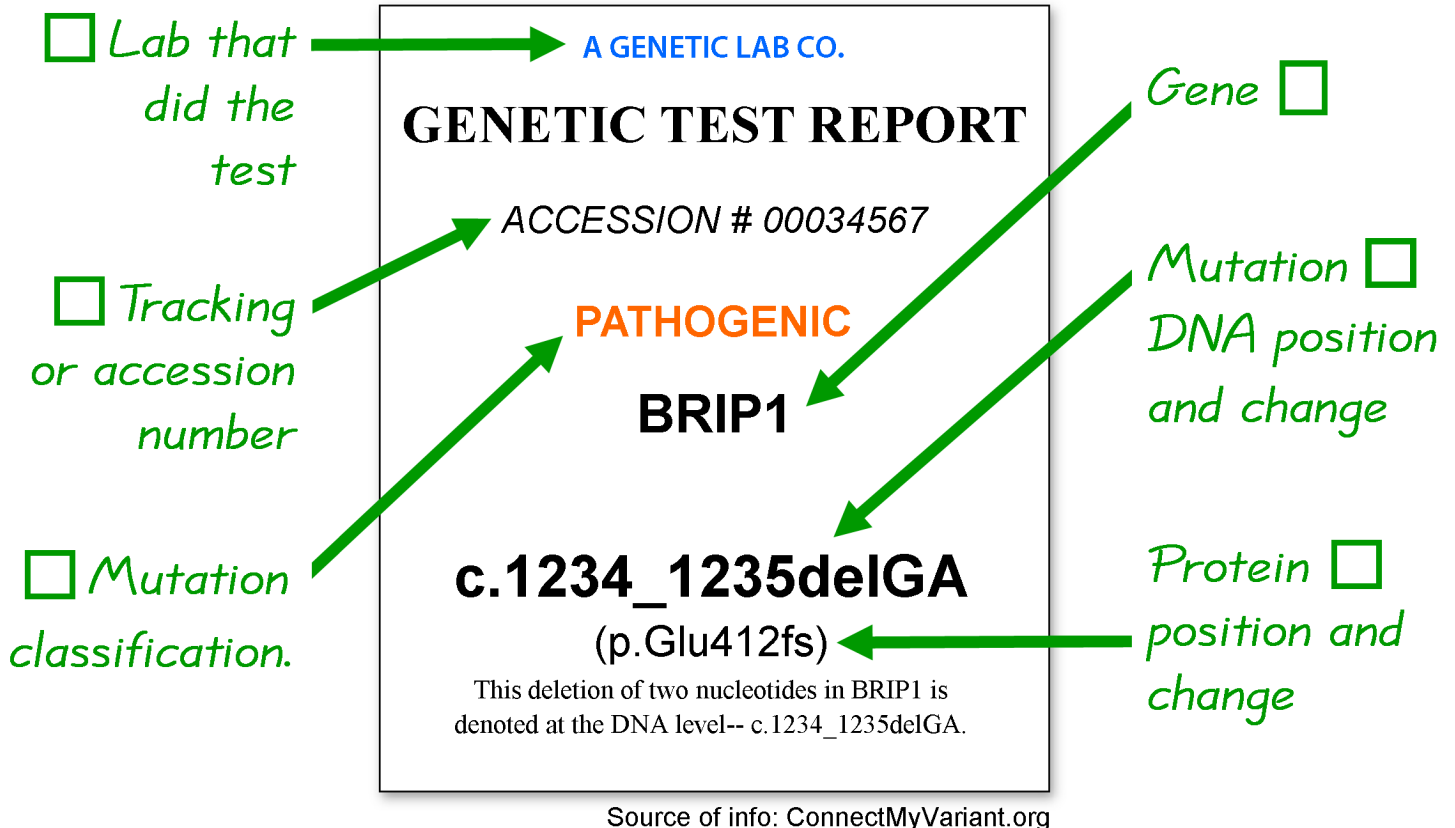 Lab that
did the
test
Tracking
or accession
number
Mutation
classification.
A GENETIC LAB CO.
GENETIC TEST REPORT
ACCESSION # 00034567
PATHOGENIC
BRIP1
c.1234_1235delGA
(p.Glu412fs)
This deletion of two nucleotides in BRIP1 is
denoted at the DNA level-- c.1234_1235delGA.
Gene
Mutation
DNA position
and change
Protein
position and
change
Source of info: ConnectMyVariant.org